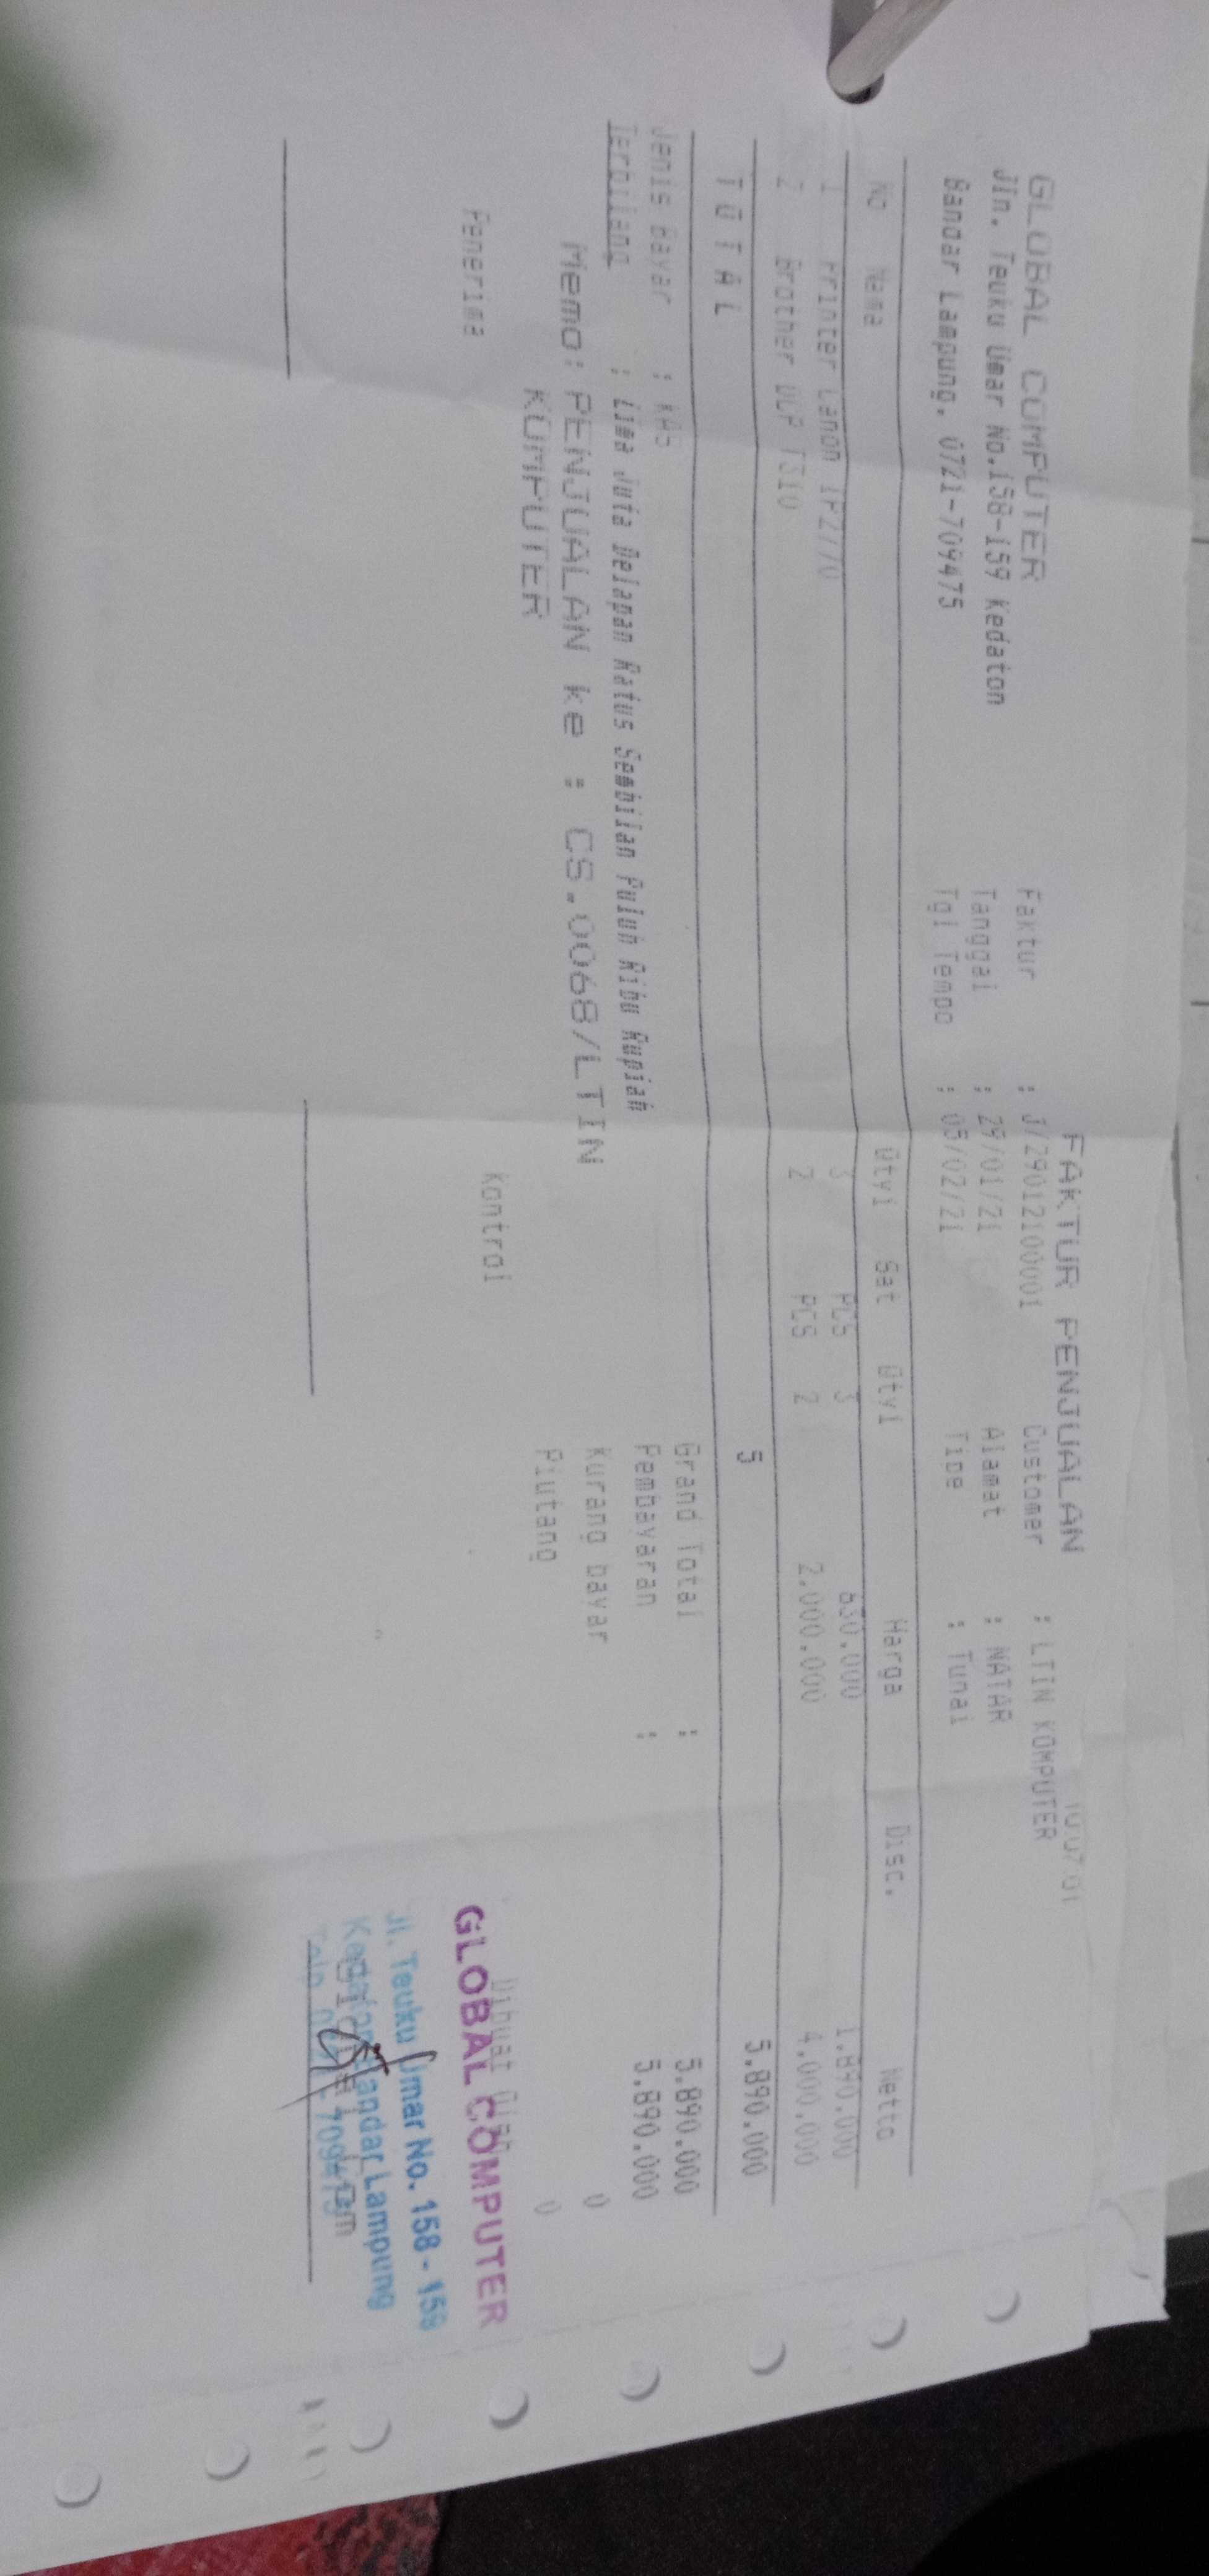 GLOBAL COMPUTER
Jln. Teuku Umar No.158-159 Kedaton
Bandar Lampung. 0721-709475
FAKTUR PENJUALAN
Faktur : J/29012100001
Tanggal : 29/01/21
Tgl Tempo : 05/02/21
Customer : LTIN KOMPUTER
Alamat : NATAR
Tipe : Tunai
No Nama Qty1 Sat Qty1 Harga Disc. Netto
1 Printer Canon IP2770 3 PCS 3 630.000 1.890.000
2 Brother DCP T310 2 PCS 2 2.000.000 4.000.000
T O T A L 5 5.890.000
Jenis Bayar : KAS
Terbilang : Lima Juta Delapan Ratus Sembilan Puluh Ribu Rupiah
Memo: PENJUALAN ke : CS.0068/LTIN
KOMPUTER
Grand Total : 5.890.000
Pembayaran : 5.890.000
Kurang bayar 0
Piutang 0
Penerima
Kontrol
Dibuat Oleh
GLOBAL COMPUTER
Jl. Teuku Umar No. 158 - 159
Kedaton Bandar Lampung
Telp. 0721 - 709475